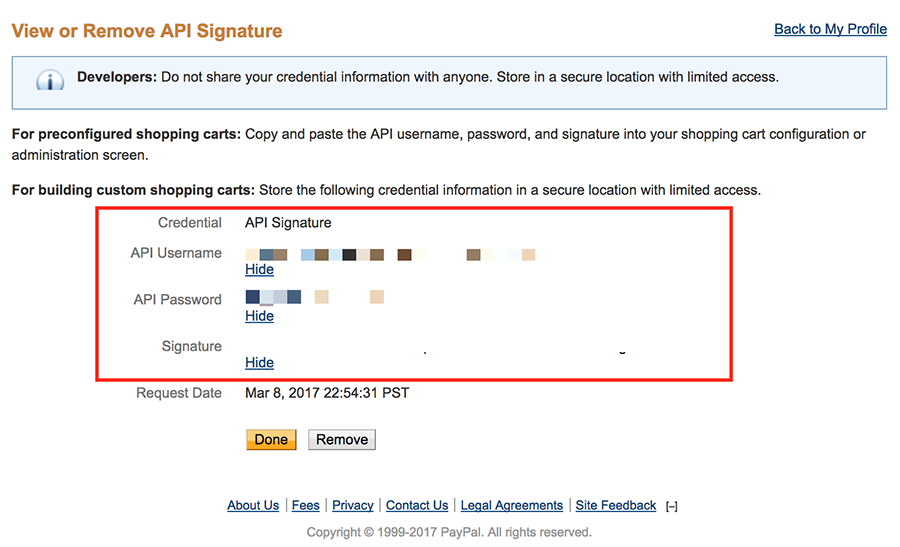 View or Remove API Signature
Back to My Profile
Developers: Do not share your credential information with anyone. Store in a secure location with limited access.
For preconfigured shopping carts: Copy and paste the API username, password, and signature into your shopping cart configuration or
administration screen.
For building custom shopping carts: Store the following credential information in a secure location with limited access.
Credential API Signature
API Username
Hide
API Password
Hide
Signature
Hide
Request Date Mar 8, 2017 22:54:31 PST
Done Remove
About Us | Fees | Privacy | Contact Us | Legal Agreements | Site Feedback [–]
Copyright © 1999-2017 PayPal. All rights reserved.